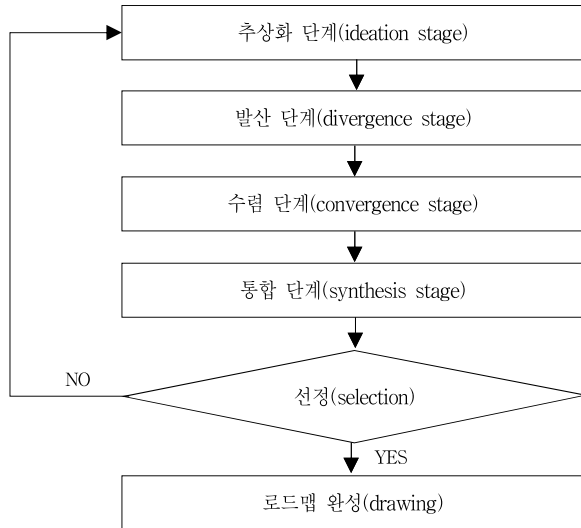 추상화 단계(ideation stage)
발산 단계(divergence stage)
수렴 단계(convergence stage)
통합 단계(synthesis stage)
NO
선정(selection)
YES
로드맵 완성(drawing)